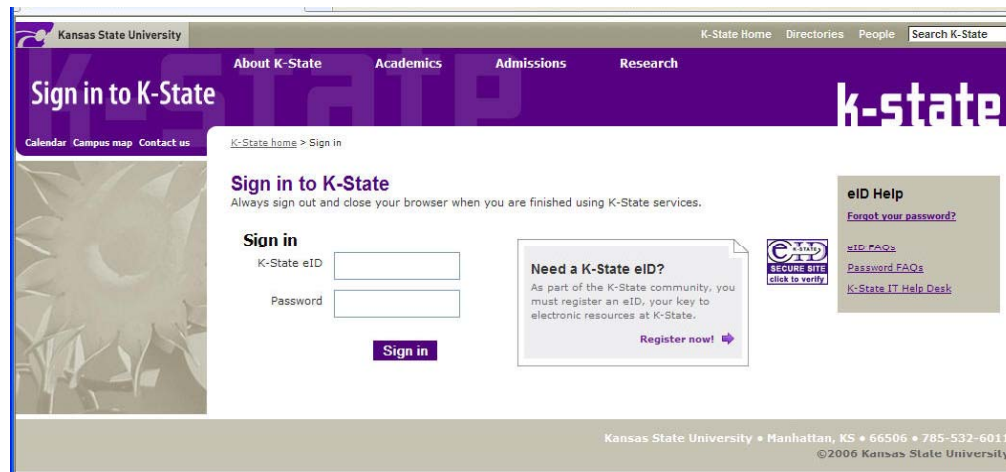 Kansas State University
K-State Home Directories People Search K-State
About K-State Academics Admissions Research
Sign in to K-State
k-state
k-state
Calendar Campus map Contact us
K-State home > Sign in
Sign in to K-State
Always sign out and close your browser when you are finished using K-State services.
Sign in
K-State eID
Password
Sign in
Need a K-State eID?
As part of the K-State community, you
must register an eID, your key to
electronic resources at K-State.
Register now!
K-STATE
eID
SECURE SITE
click to verify
eID Help
Forgot your password?
eID FAQs
Password FAQs
K-State IT Help Desk
Kansas State University • Manhattan, KS • 66506 • 785-532-6011
©2006 Kansas State University